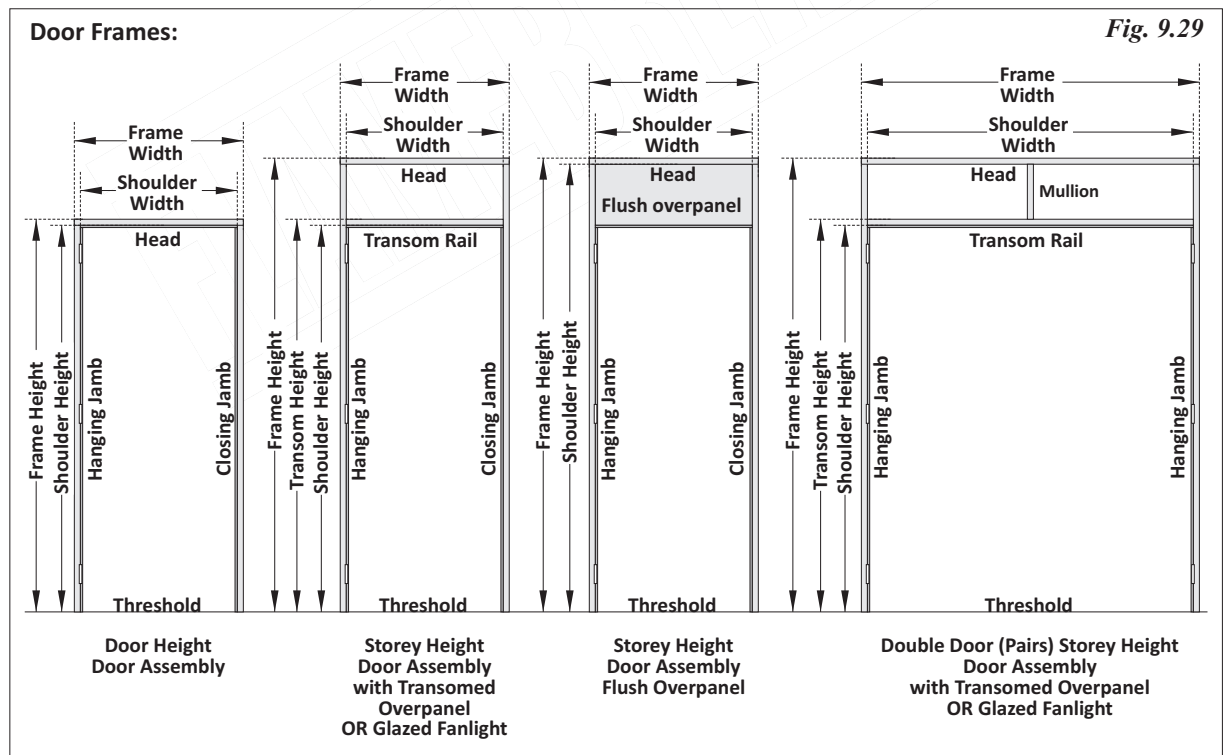 Door Frames:
Fig. 9.29
Frame
Width
Shoulder
Width
Head
Frame Height
Shoulder Height
Hanging Jamb
Closing Jamb
Threshold
Door Height
Door Assembly
Frame
Width
Shoulder
Width
Head
Transom Rail
Frame Height
Transom Height
Shoulder Height
Hanging Jamb
Closing Jamb
Threshold
Storey Height
Door Assembly
with Transomed
Overpanel
OR Glazed Fanlight
Frame
Width
Shoulder
Width
Head
Flush overpanel
Frame Height
Shoulder Height
Hanging Jamb
Closing Jamb
Threshold
Storey Height
Door Assembly
Flush Overpanel
Frame
Width
Shoulder
Width
Head
Mullion
Transom Rail
Frame Height
Transom Height
Shoulder Height
Hanging Jamb
Hanging Jamb
Threshold
Double Door (Pairs) Storey Height
Door Assembly
with Transomed Overpanel
OR Glazed Fanlight